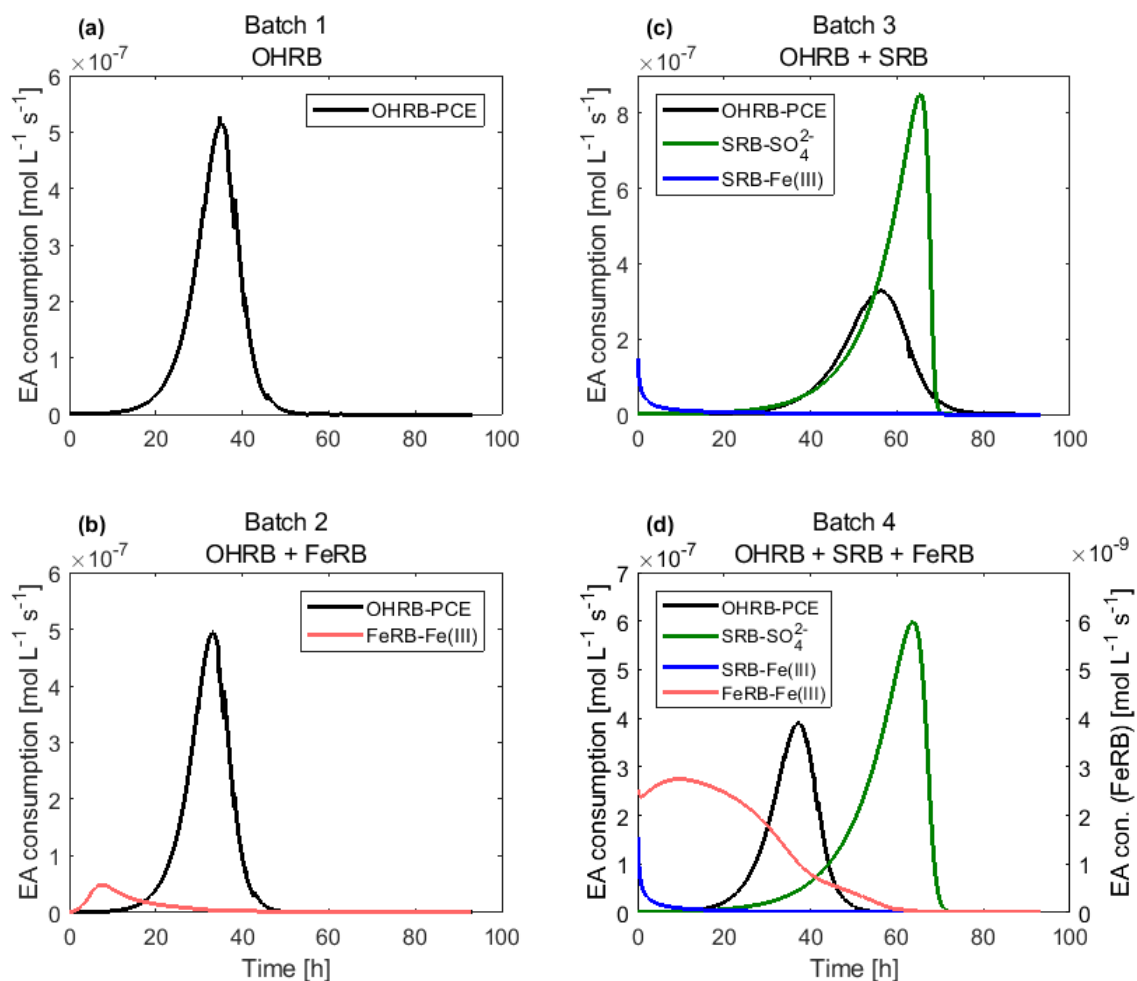 (a)
Batch 1
OHRB
×10⁻⁷
EA consumption [mol L⁻¹ s⁻¹]
6
5
4
3
2
1
0
OHRB-PCE
0 20 40 60 80 100
(c)
Batch 3
OHRB + SRB
×10⁻⁷
EA consumption [mol L⁻¹ s⁻¹]
8
6
4
2
0
OHRB-PCE
SRB-SO₄²⁻
SRB-Fe(III)
0 20 40 60 80 100
(b)
Batch 2
OHRB + FeRB
×10⁻⁷
EA consumption [mol L⁻¹ s⁻¹]
6
5
4
3
2
1
0
OHRB-PCE
FeRB-Fe(III)
0 20 40 60 80 100
Time [h]
(d)
Batch 4
OHRB + SRB + FeRB
×10⁻⁷
×10⁻⁹
EA consumption [mol L⁻¹ s⁻¹]
7
6
5
4
3
2
1
0
OHRB-PCE
SRB-SO₄²⁻
SRB-Fe(III)
FeRB-Fe(III)
6
5
4
3
2
1
0
EA con. (FeRB) [mol L⁻¹ s⁻¹]
0 20 40 60 80 100
Time [h]